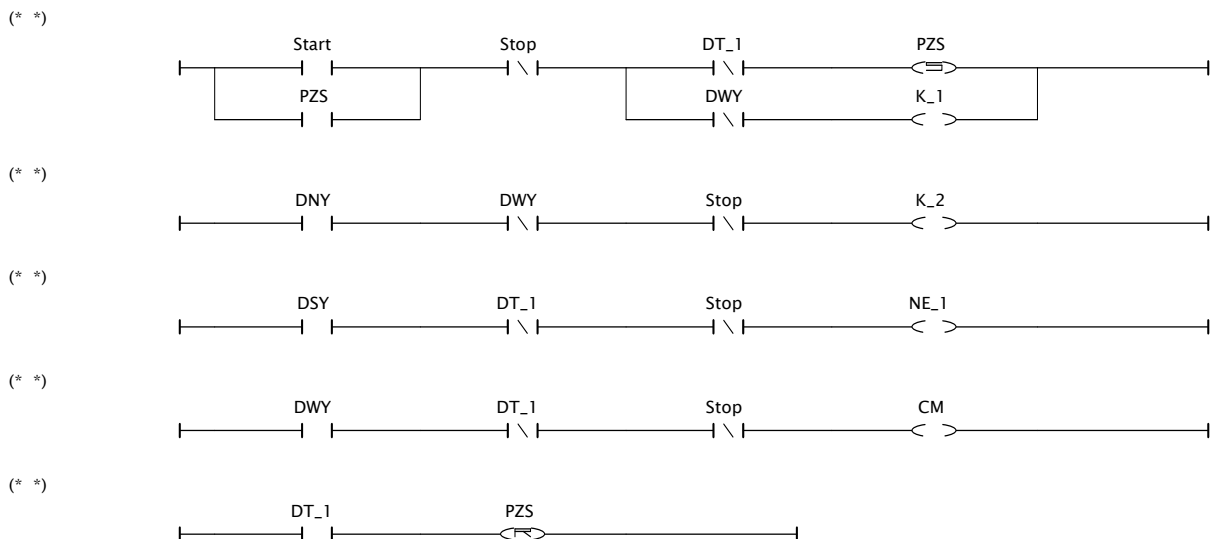 (* *)
Start Stop DT_1 PZS
PZS DWY K_1
(* *)
DNY DWY Stop K_2
(* *)
DSY DT_1 Stop NE_1
(* *)
DWY DT_1 Stop CM
(* *)
DT_1 PZS